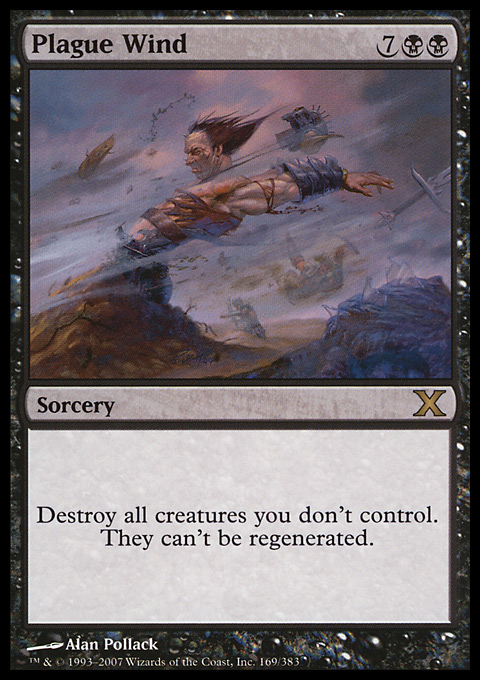 Plague Wind 7
Sorcery
Destroy all creatures you don't control.
They can't be regenerated.
Alan Pollack
™ & © 1993–2007 Wizards of the Coast, Inc. 169/383